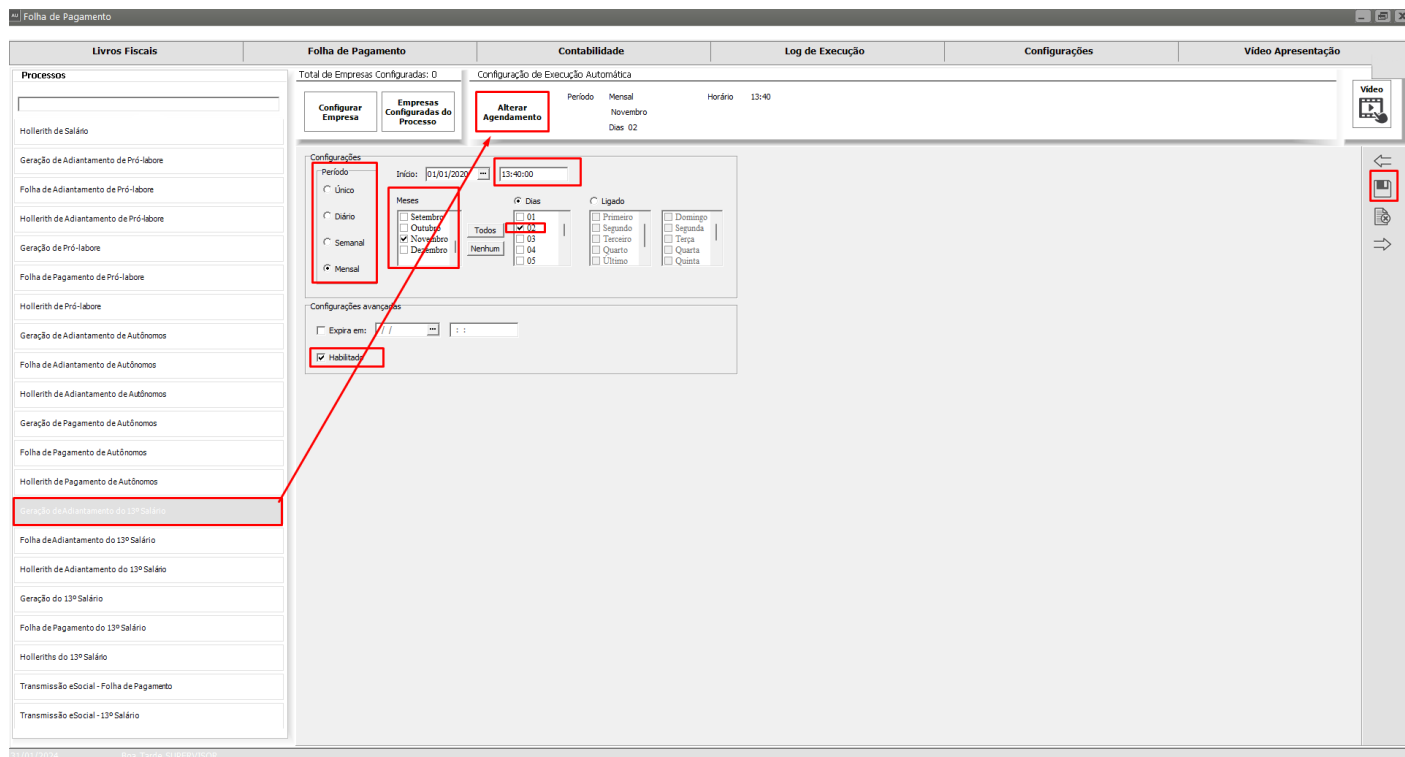 Folha de Pagamento
Livros Fiscais
Folha de Pagamento
Contabilidade
Log de Execução
Configurações
Vídeo Apresentação
Processos
Hollerith de Salário
Geração de Adiantamento de Pró-labore
Folha de Adiantamento de Pró-labore
Hollerith de Adiantamento de Pró-labore
Geração de Pró-labore
Folha de Pagamento de Pró-labore
Hollerith de Pró-labore
Geração de Adiantamento de Autônomos
Folha de Adiantamento de Autônomos
Hollerith de Adiantamento de Autônomos
Geração de Pagamento de Autônomos
Folha de Pagamento de Autônomos
Hollerith de Pagamento de Autônomos
Geração de Adiantamento do 13º Salário
Folha de Adiantamento do 13º Salário
Hollerith de Adiantamento do 13º Salário
Geração do 13º Salário
Folha de Pagamento do 13º Salário
Holleriths do 13º Salário
Transmissão eSocial - Folha de Pagamento
Transmissão eSocial - 13º Salário
Total de Empresas Configuradas: 0
Configurar
Empresa
Empresas
Configuradas do
Processo
Configuração de Execução Automática
Alterar
Agendamento
Período Mensal
Novembro
Dias 02
Horário 13:40
Vídeo
Configurações
Período
Único
Diário
Semanal
Mensal
Início: 01/01/2020 ... 13:40:00
Meses
Setembro
Outubro
Novembro
Dezembro
Todos
Nenhum
Dias
01
02
03
04
05
Ligado
Primeiro
Segundo
Terceiro
Quarto
Último
Domingo
Segunda
Terça
Quarta
Quinta
Configurações avançadas
Expira em: / / ... : :
Habilitado